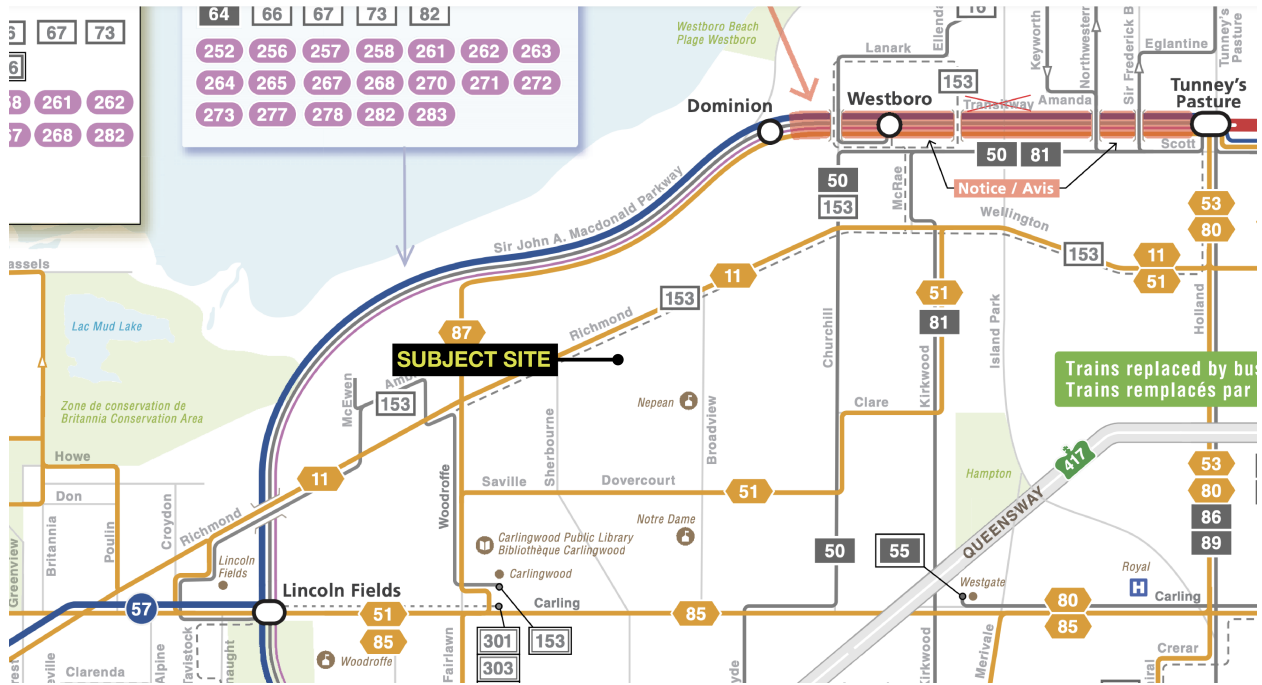 67 73
261 262
268 282
64 66 67 73 82
252 256 257 258 261 262 263
264 265 267 268 270 271 272
273 277 278 282 283
Westboro Beach
Plage Westboro
Lanark
16
153
Keyworth
Northwestern
Sir Frederick B
Eglantine
Tunney's
Pasture
Tunney's
Pasture
Dominion
Westboro
Transitway
Amanda
Scott
50 81
Notice / Avis
50
153
McRae
Wellington
153
53
80
11
51
Sir John A. Macdonald Parkway
11
153
Richmond
87
SUBJECT SITE
51
81
Churchill
Kirkwood
Island Park
Holland
Lac Mud Lake
Zone de conservation de
Britannia Conservation Area
McEwen
153
Nepean
Broadview
Sherbourne
Clare
Trains replaced by bus
Trains remplacés par
417
QUEENSWAY
Hampton
Howe
Don
Britannia
Poulin
Croydon
Greenview
Richmond
11
Woodroffe
Saville
Dovercourt
51
Notre Dame
Carlingwood Public Library
Bibliothèque Carlingwood
Carlingwood
Lincoln
Fields
50
55
Westgate
53
80
86
89
Royal
Carling
57
Lincoln Fields
51
85
Carling
85
80
85
301
303
153
Woodroffe
Fairlawn
Tavistock
Alpine
Clarenda
Kirkwood
Merivale
Crerar